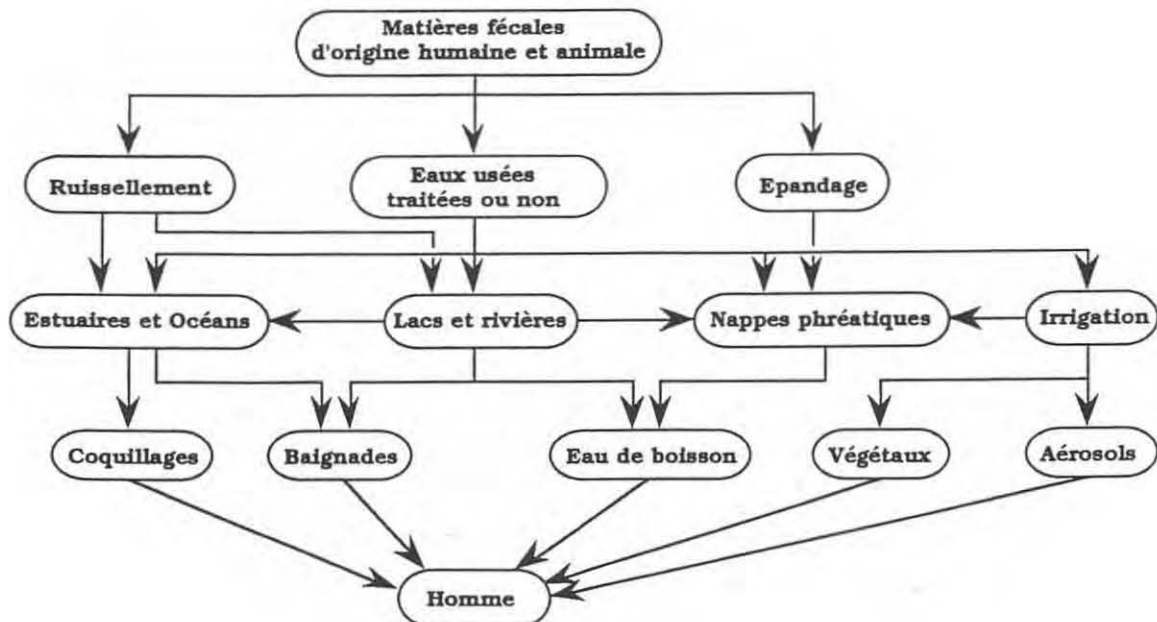 Matières fécales
d'origine humaine et animale
Ruissellement
Eaux usées
traitées ou non
Epandage
Estuaires et Océans
Lacs et rivières
Nappes phréatiques
Irrigation
Coquillages
Baignades
Eau de boisson
Végétaux
Aérosols
Homme